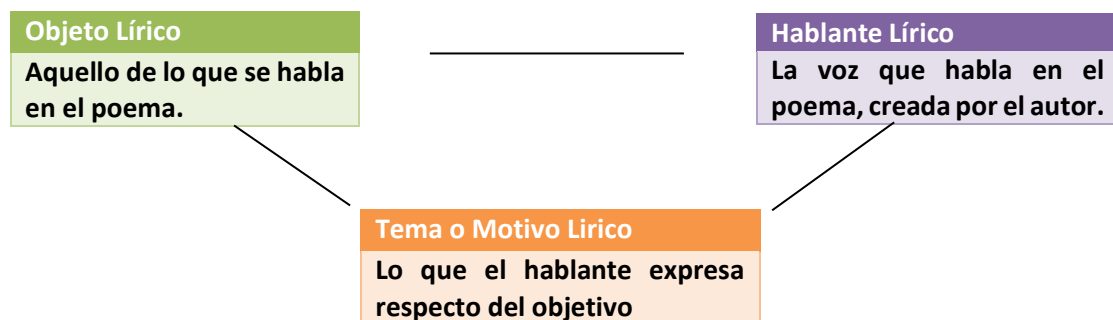 Objeto Lírico
Aquello de lo que se habla
en el poema.
Hablante Lírico
La voz que habla en el
poema, creada por el autor.
Tema o Motivo Lirico
Lo que el hablante expresa
respecto del objetivo